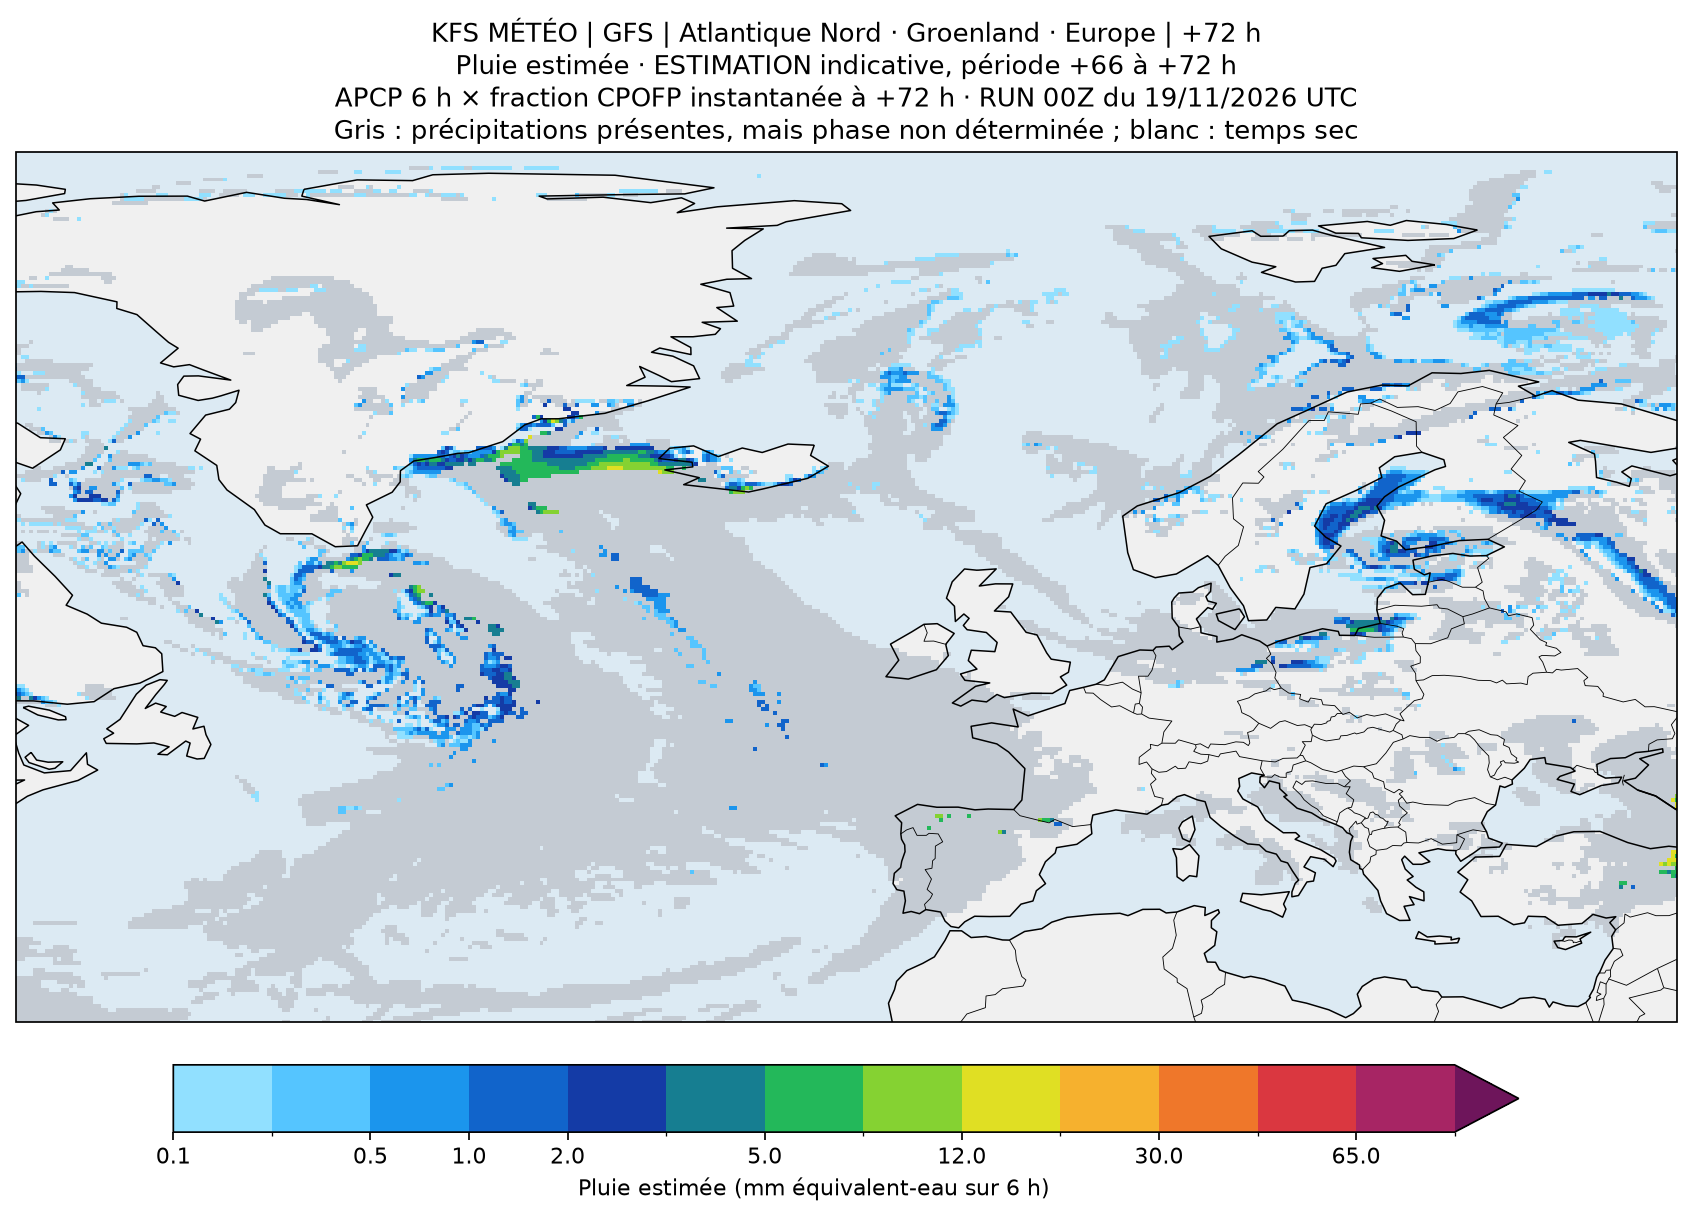 KFS MÉTÉO | GFS | Atlantique Nord · Groenland · Europe | +72 h
Pluie estimée · ESTIMATION indicative, période +66 à +72 h
APCP 6 h × fraction CPOFP instantanée à +72 h · RUN 00Z du 19/11/2026 UTC
Gris : précipitations présentes, mais phase non déterminée ; blanc : temps sec
0.1 0.5 1.0 2.0 5.0 12.0 30.0 65.0
Pluie estimée (mm équivalent-eau sur 6 h)